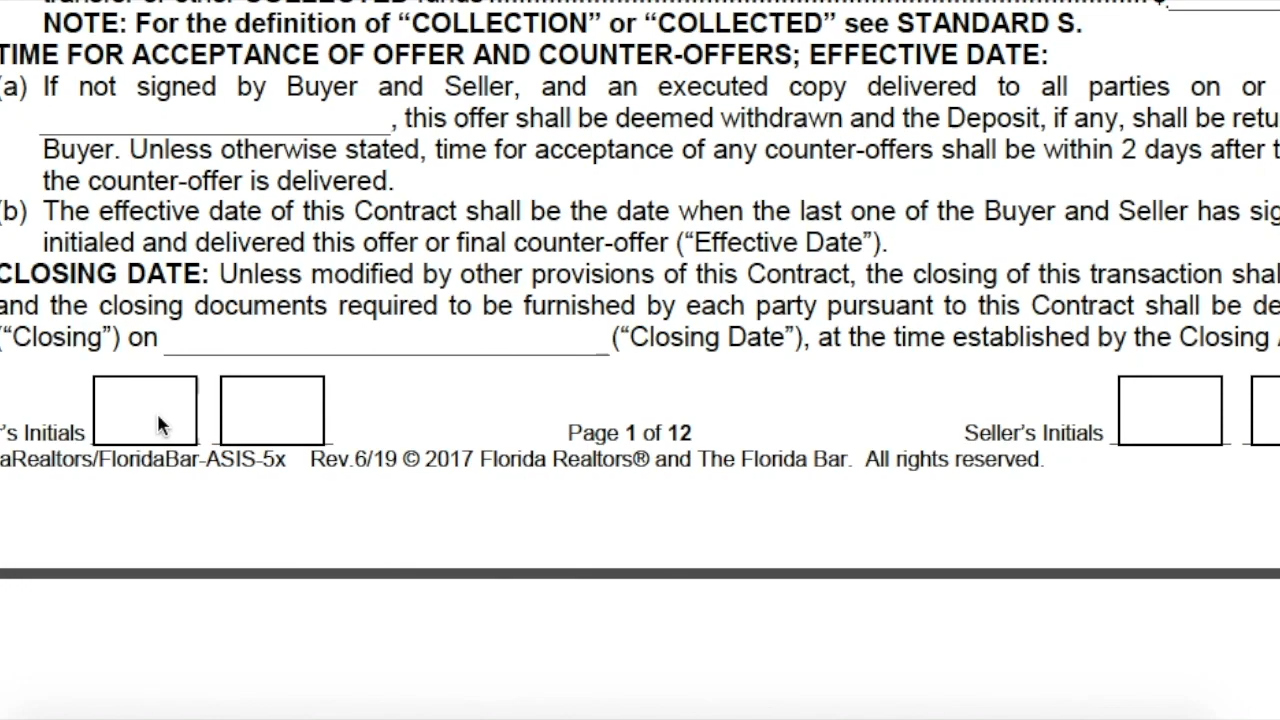 NOTE: For the definition of “COLLECTION” or “COLLECTED” see STANDARD S.
TIME FOR ACCEPTANCE OF OFFER AND COUNTER-OFFERS; EFFECTIVE DATE:
(a) If not signed by Buyer and Seller, and an executed copy delivered to all parties on or
, this offer shall be deemed withdrawn and the Deposit, if any, shall be retu
Buyer. Unless otherwise stated, time for acceptance of any counter-offers shall be within 2 days after t
the counter-offer is delivered.
(b) The effective date of this Contract shall be the date when the last one of the Buyer and Seller has sig
initialed and delivered this offer or final counter-offer (“Effective Date”).
CLOSING DATE: Unless modified by other provisions of this Contract, the closing of this transaction shal
and the closing documents required to be furnished by each party pursuant to this Contract shall be de
(“Closing”) on (“Closing Date”), at the time established by the Closing
’s Initials Page 1 of 12 Seller’s Initials
aRealtors/FloridaBar-ASIS-5x Rev.6/19 © 2017 Florida Realtors® and The Florida Bar. All rights reserved.